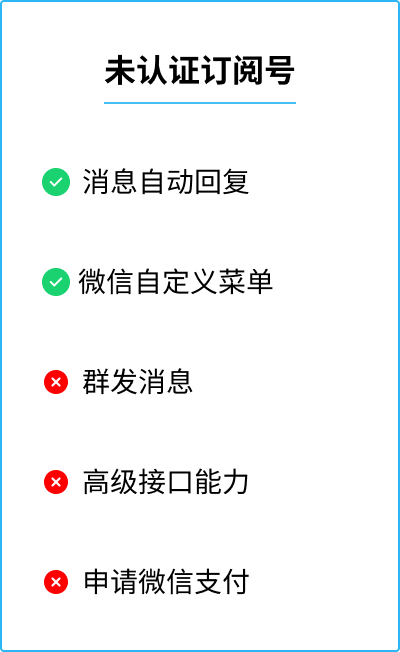 未认证订阅号
消息自动回复
微信自定义菜单
群发消息
高级接口能力
申请微信支付